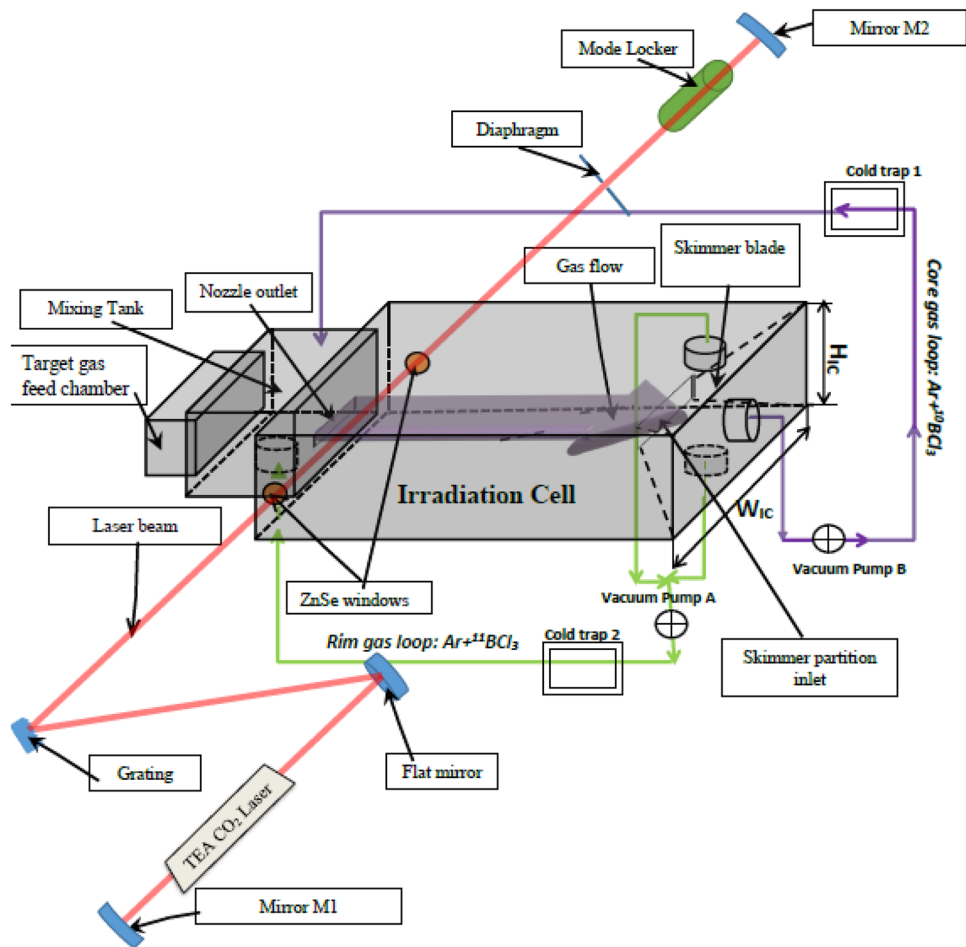 Mirror M2
Mode Locker
Diaphragm
Cold trap 1
Skimmer blade
Gas flow
Nozzle outlet
Mixing Tank
Target gas
feed chamber
Core gas loop: Ar+¹⁰BCl₃
H_IC
Irradiation Cell
W_IC
Laser beam
ZnSe windows
Vacuum Pump B
Vacuum Pump A
Rim gas loop: Ar+¹¹BCl₃
Cold trap 2
Skimmer partition
inlet
Grating
Flat mirror
TEA CO₂ Laser
Mirror M1